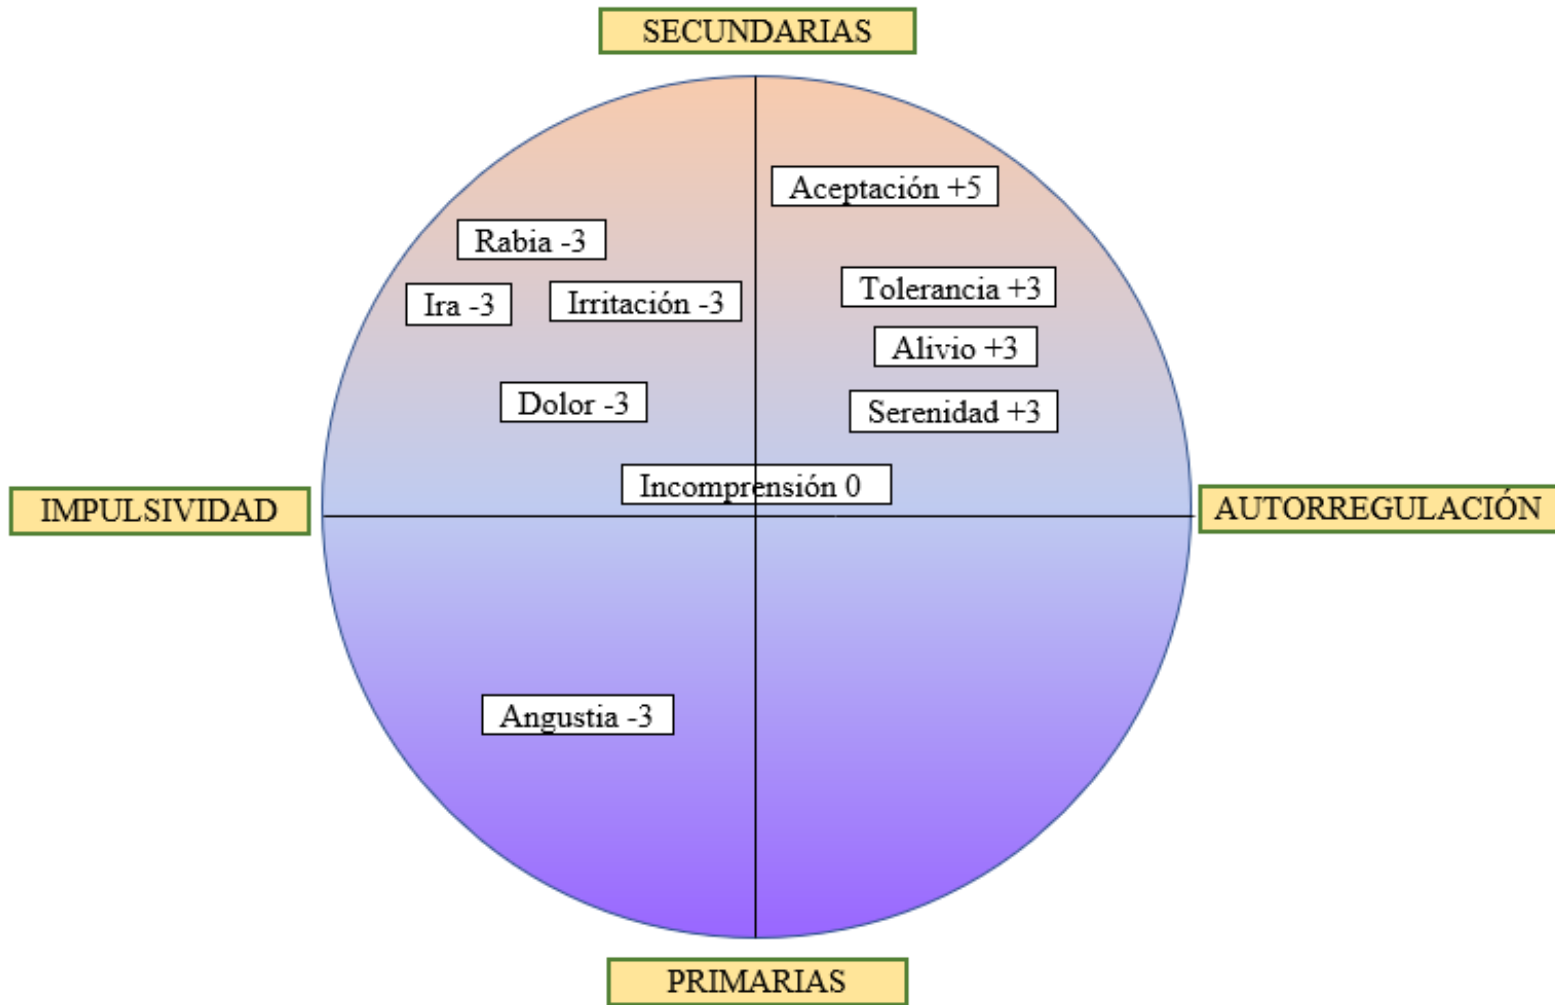 SECUNDARIAS
Aceptación +5
Rabia -3
Tolerancia +3
Ira -3
Irritación -3
Alivio +3
Dolor -3
Serenidad +3
Incomprensión 0
IMPULSIVIDAD
AUTORREGULACIÓN
Angustia -3
PRIMARIAS